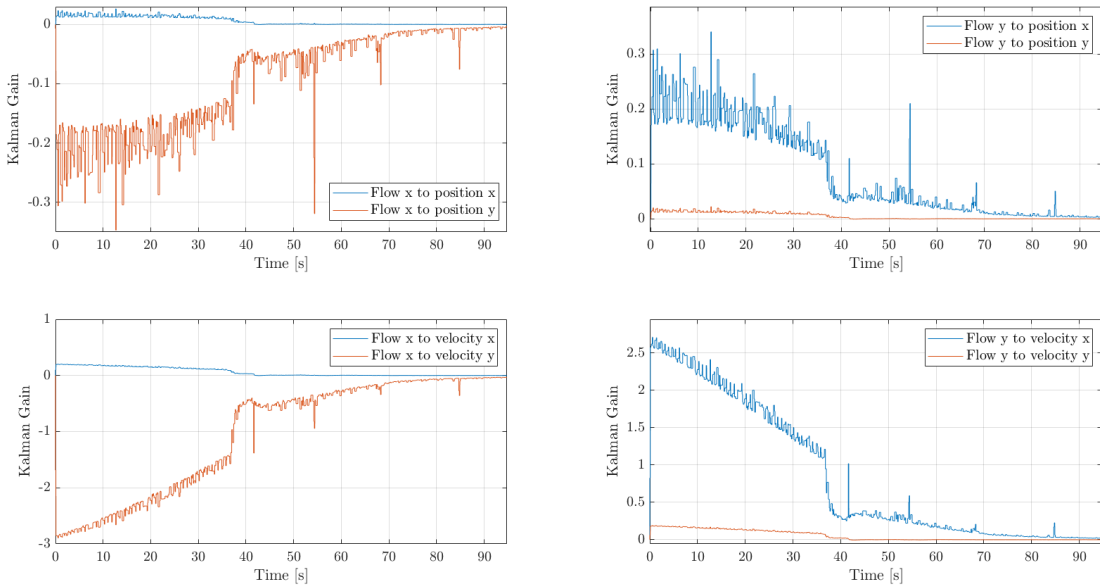 0
-0.1
-0.2
-0.3
Kalman Gain
Flow x to position x
Flow x to position y
0 10 20 30 40 50 60 70 80 90
Time [s]
0.3
0.2
0.1
0
Kalman Gain
Flow y to position x
Flow y to position y
0 10 20 30 40 50 60 70 80 90
Time [s]
1
0
-1
-2
-3
Kalman Gain
Flow x to velocity x
Flow x to velocity y
0 10 20 30 40 50 60 70 80 90
Time [s]
2.5
2
1.5
1
0.5
0
Kalman Gain
Flow y to velocity x
Flow y to velocity y
0 10 20 30 40 50 60 70 80 90
Time [s]